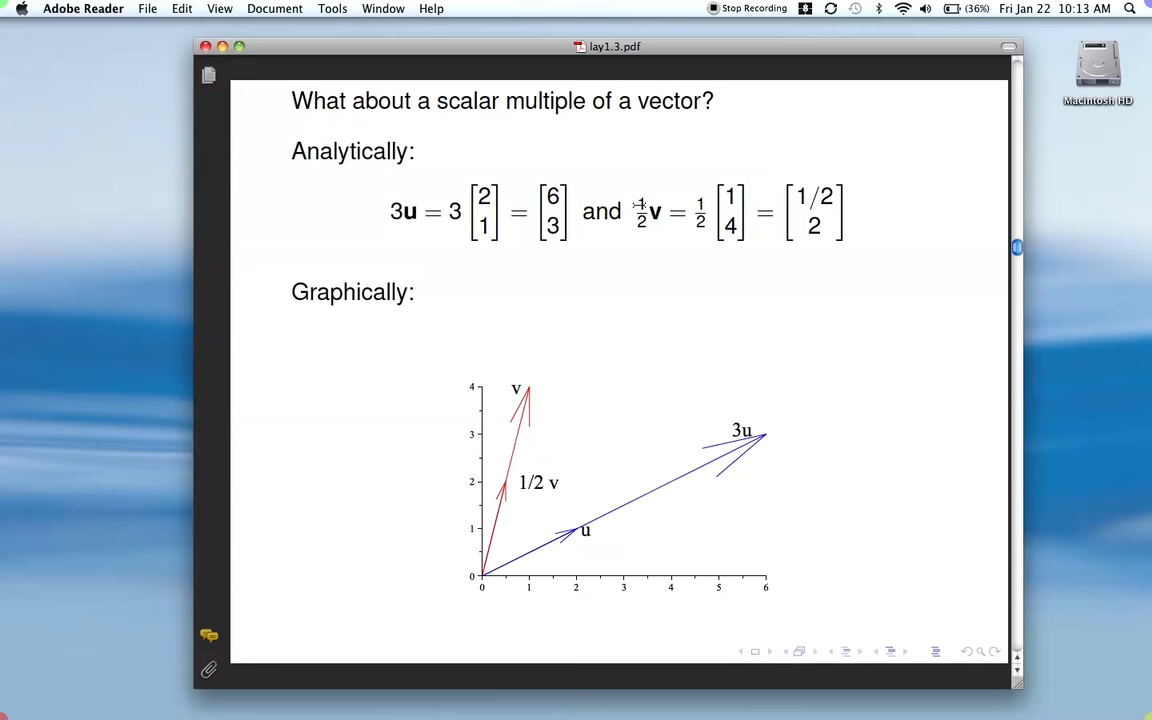 Adobe Reader File Edit View Document Tools Window Help Stop Recording (36%) Fri Jan 22 10:13 AM
lay1.3.pdf
Macintosh HD
What about a scalar multiple of a vector?
Analytically:
3u = 3 [2 1] = [6 3] and 1/2 v = 1/2 [1 4] = [1/2 2]
Graphically:
4
v
3
3u
2
1/2 v
1
u
0
0 1 2 3 4 5 6